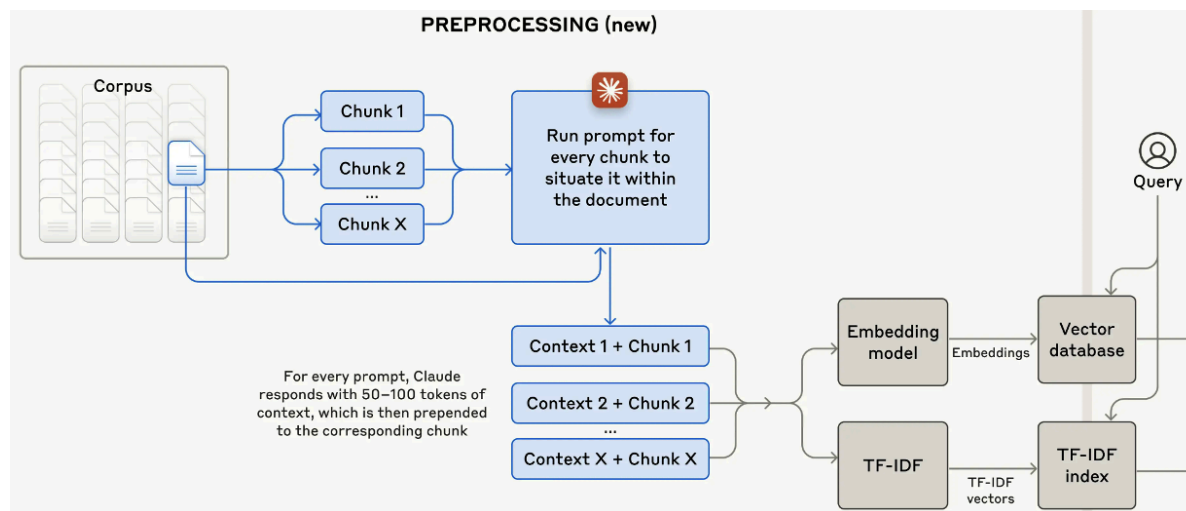 PREPROCESSING (new)
Corpus
Chunk 1
Chunk 2
...
Chunk X
Run prompt for
every chunk to
situate it within
the document
Query
Context 1 + Chunk 1
Context 2 + Chunk 2
...
Context X + Chunk X
For every prompt, Claude
responds with 50–100 tokens of
context, which is then prepended
to the corresponding chunk
Embedding
model
Embeddings
Vector
database
TF-IDF
TF-IDF
vectors
TF-IDF
index